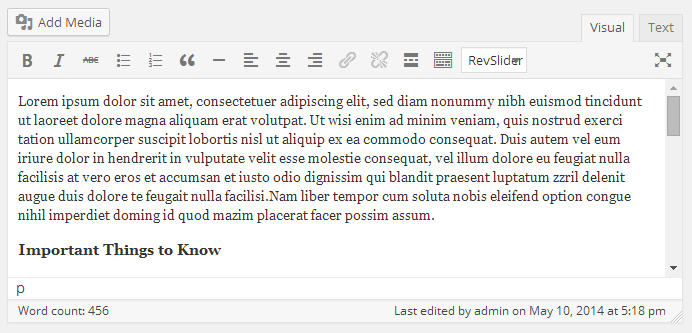 Add Media
Visual Text
B I ABC RevSlider
Lorem ipsum dolor sit amet, consectetuer adipiscing elit, sed diam nonummy nibh euismod tincidunt
ut laoreet dolore magna aliquam erat volutpat. Ut wisi enim ad minim veniam, quis nostrud exerci
tation ullamcorper suscipit lobortis nisl ut aliquip ex ea commodo consequat. Duis autem vel eum
iriure dolor in hendrerit in vulputate velit esse molestie consequat, vel illum dolore eu feugiat nulla
facilisis at vero eros et accumsan et iusto odio dignissim qui blandit praesent luptatum zzril delenit
augue duis dolore te feugait nulla facilisi.Nam liber tempor cum soluta nobis eleifend option congue
nihil imperdiet doming id quod mazim placerat facer possim assum.
Important Things to Know
p
Word count: 456 Last edited by admin on May 10, 2014 at 5:18 pm